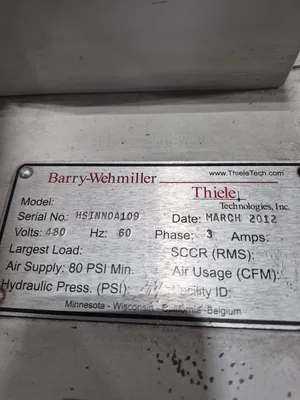 Barry-Wehmiller www.ThieleTech.com
Thiele
Technologies, Inc.
Model:
Serial No.: HSINN0A109 Date: MARCH 2012
Volts: 480 Hz: 60 Phase: 3 Amps:
Largest Load: SCCR (RMS):
Air Supply: 80 PSI Min. Air Usage (CFM):
Hydraulic Press. (PSI): Facility ID:
Minnesota - Wisconsin - California - Belgium